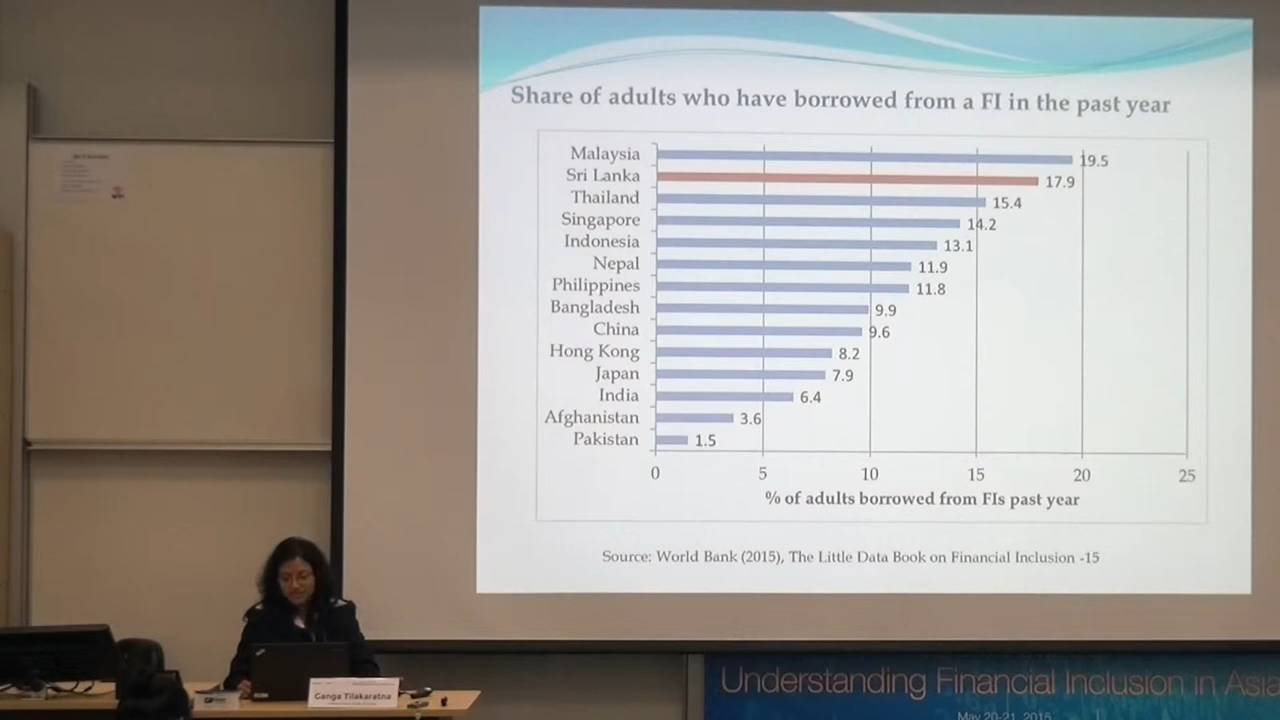 Share of adults who have borrowed from a FI in the past year
Malaysia 19.5
Sri Lanka 17.9
Thailand 15.4
Singapore 14.2
Indonesia 13.1
Nepal 11.9
Philippines 11.8
Bangladesh 9.9
China 9.6
Hong Kong 8.2
Japan 7.9
India 6.4
Afghanistan 3.6
Pakistan 1.5
0 5 10 15 20 25
% of adults borrowed from FIs past year
Source: World Bank (2015), The Little Data Book on Financial Inclusion -15
Ganga Tilakaratna
Understanding Financial Inclusion in Asia
May 20-21, 2015